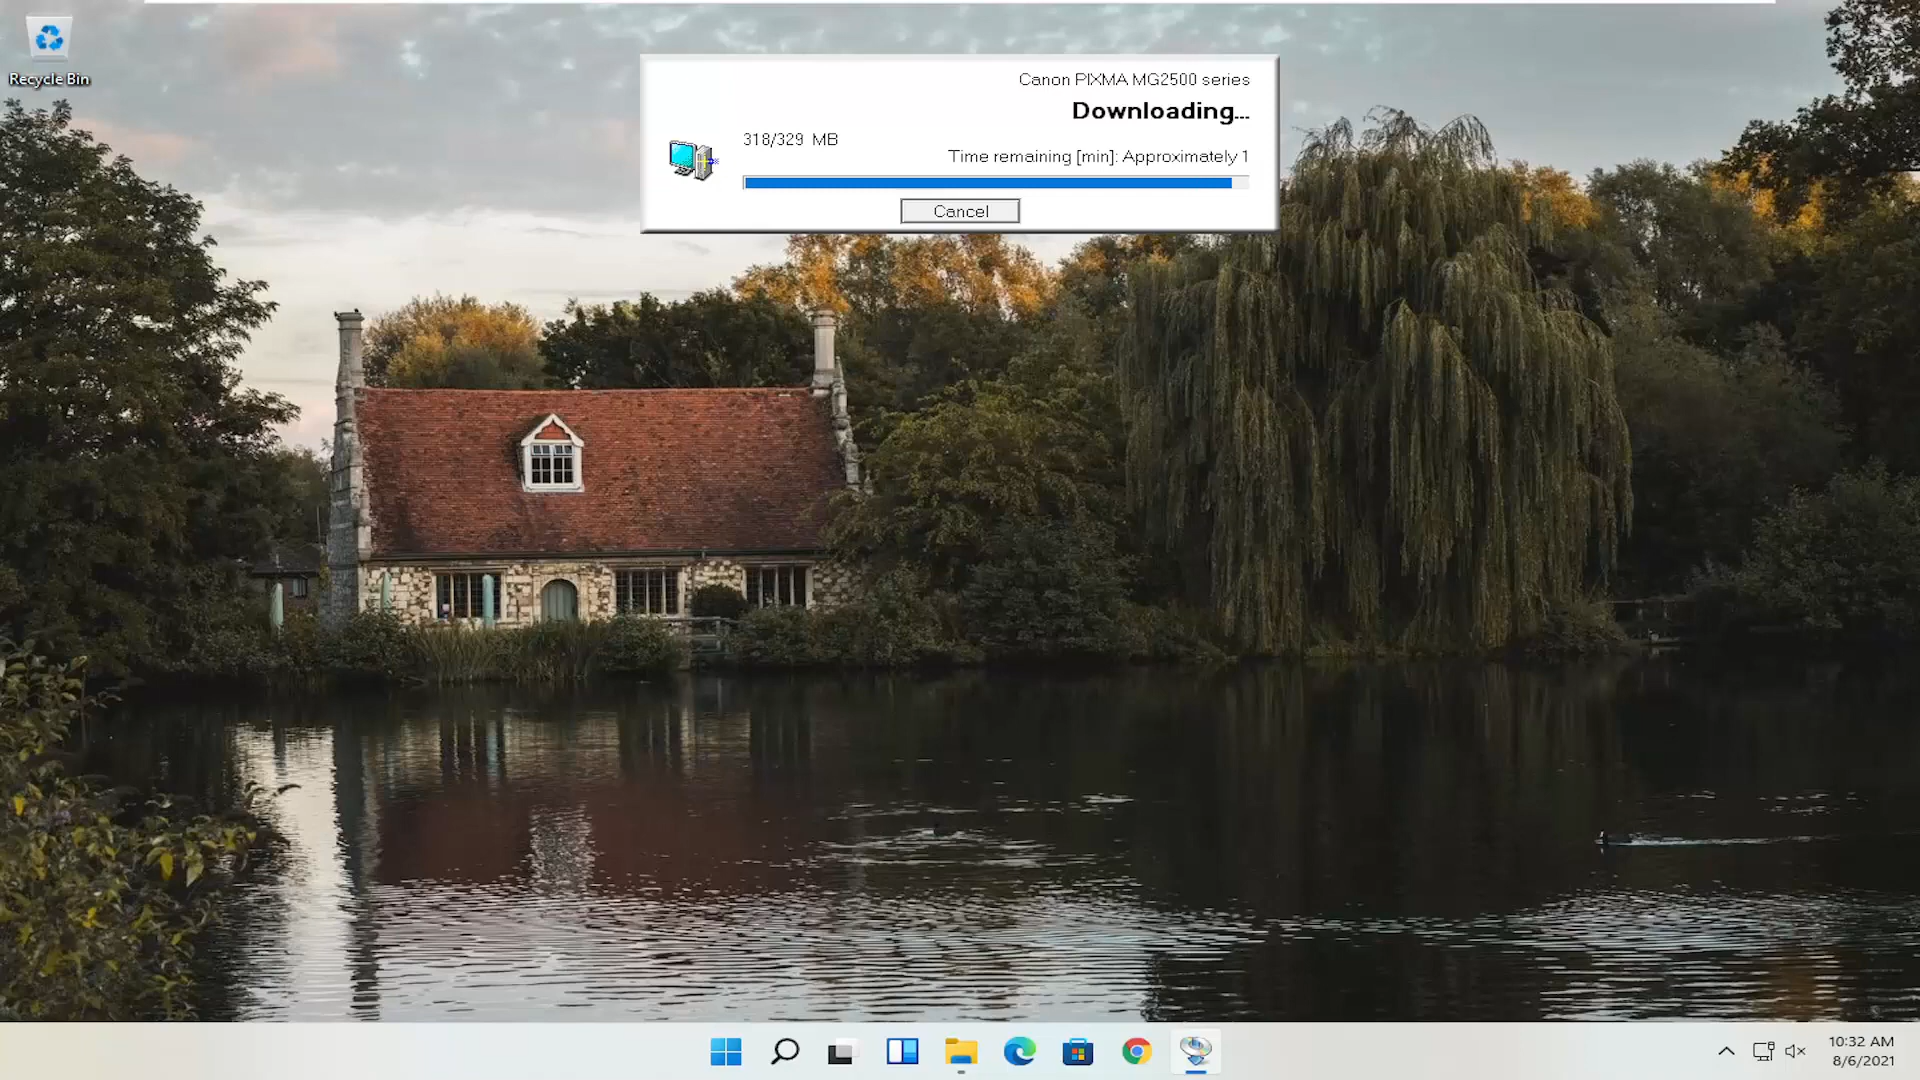 Recycle Bin
Canon PIXMA MG2500 series
Downloading...
318/329 MB
Time remaining [min]: Approximately 1
Cancel
10:32 AM
8/6/2021